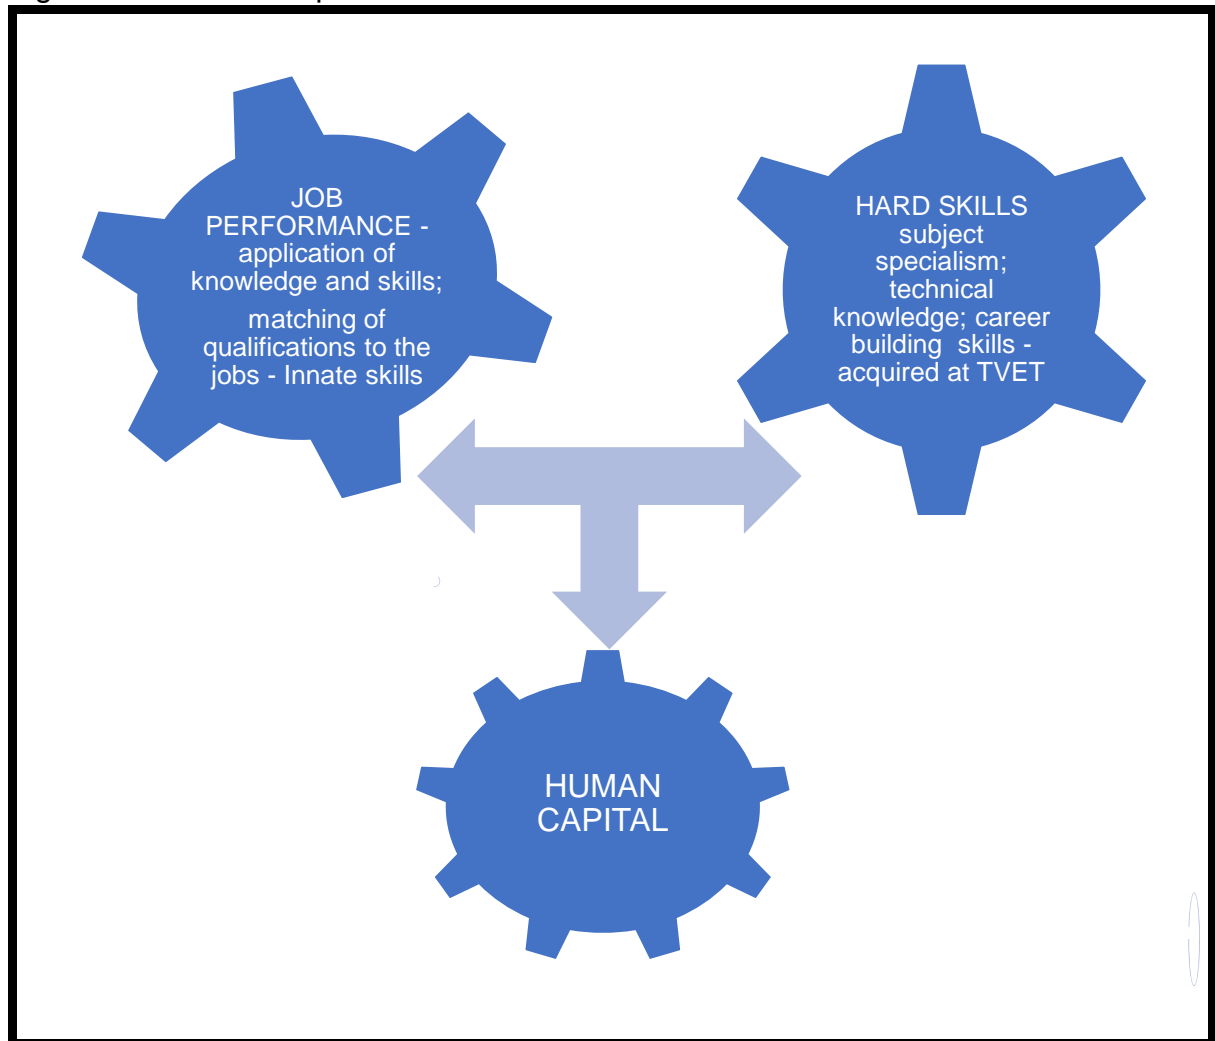 JOB
PERFORMANCE -
application of
knowledge and skills;
matching of
qualifications to the
jobs - Innate skills
HARD SKILLS
subject
specialism;
technical
knowledge; career
building skills -
acquired at TVET
HUMAN
CAPITAL